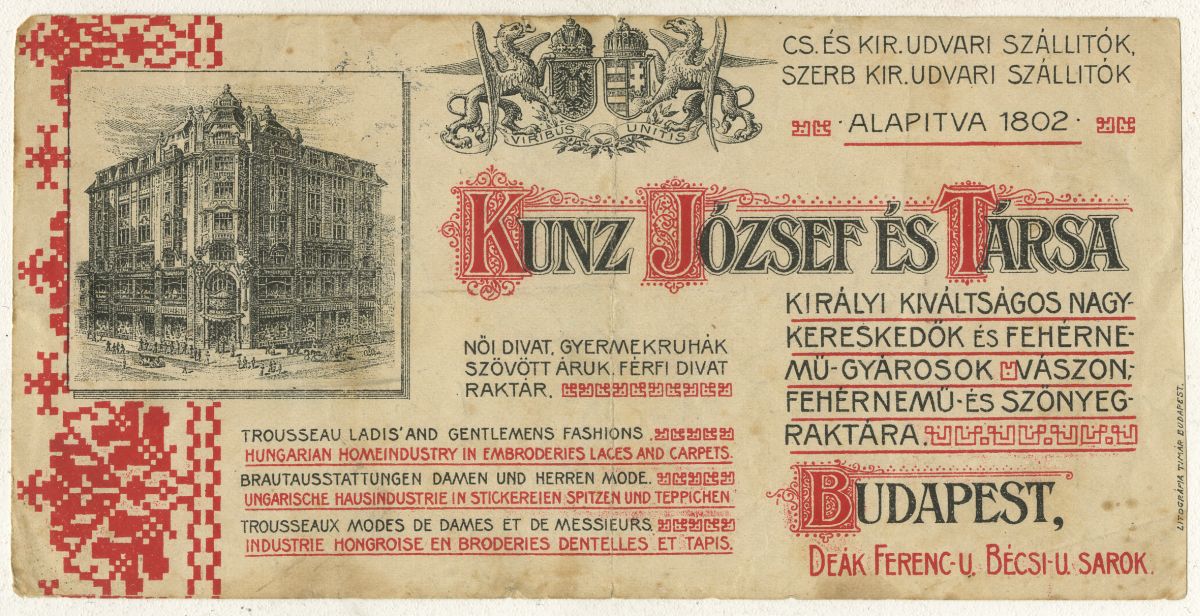 VIRIBUS UNITIS
CS. ÉS KIR. UDVARI SZÁLLITÓK,
SZERB KIR. UDVARI SZÁLLITÓK
· ALAPITVA 1802 ·
KUNZ JÓZSEF ÉS TÁRSA
KIRÁLYI KIVÁLTSÁGOS NAGY-
KERESKEDŐK ÉS FEHÉRNE-
MŰ-GYÁROSOK VÁSZON,-
FEHÉRNEMŰ- ÉS SZŐNYEG-
RAKTÁRA.
NŐI DIVAT, GYERMEKRUHÁK
SZÖVÖTT ÁRUK, FÉRFI DIVAT
RAKTÁR.
TROUSSEAU LADIS' AND GENTLEMENS FASHIONS.
HUNGARIAN HOMEINDUSTRY IN EMBRODERIES LACES AND CARPETS.
BRAUTAUSSTATTUNGEN DAMEN UND HERREN MODE.
UNGARISCHE HAUSINDUSTRIE IN STICKEREIEN SPITZEN UND TEPPICHEN
TROUSSEAUX MODES DE DAMES ET DE MESSIEURS
INDUSTRIE HONGROISE EN BRODERIES DENTELLES ET TAPIS.
BUDAPEST,
DEÁK FERENC-U. BÉCSI-U. SAROK.
LITOGRÁFIA TUMÁR BUDAPEST.